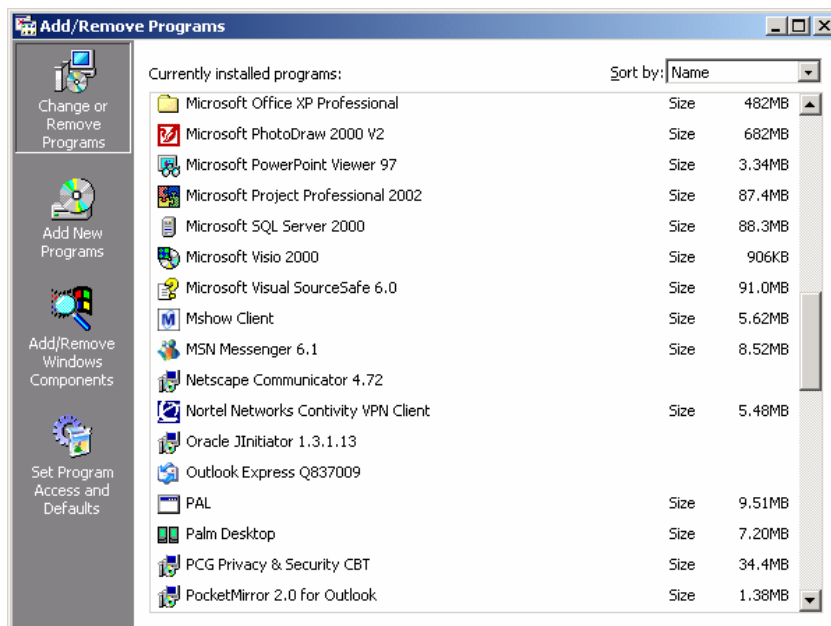 Add/Remove Programs
Change or
Remove
Programs
Add New
Programs
Add/Remove
Windows
Components
Set Program
Access and
Defaults
Currently installed programs:
Sort by: Name
Microsoft Office XP Professional Size 482MB
Microsoft PhotoDraw 2000 V2 Size 682MB
Microsoft PowerPoint Viewer 97 Size 3.34MB
Microsoft Project Professional 2002 Size 87.4MB
Microsoft SQL Server 2000 Size 88.3MB
Microsoft Visio 2000 Size 906KB
Microsoft Visual SourceSafe 6.0 Size 91.0MB
Mshow Client Size 5.62MB
MSN Messenger 6.1 Size 8.52MB
Netscape Communicator 4.72
Nortel Networks Contivity VPN Client Size 5.48MB
Oracle JInitiator 1.3.1.13
Outlook Express Q837009
PAL Size 9.51MB
Palm Desktop Size 7.20MB
PCG Privacy & Security CBT Size 34.4MB
PocketMirror 2.0 for Outlook Size 1.38MB